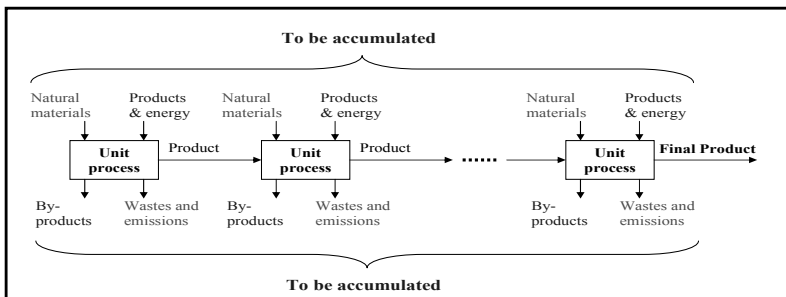 To be accumulated
Natural materials
Products & energy
Natural materials
Products & energy
Natural materials
Products & energy
Unit process
Product
Unit process
Product
......
Unit process
Final Product
By-products
Wastes and emissions
By-products
Wastes and emissions
By-products
Wastes and emissions
To be accumulated